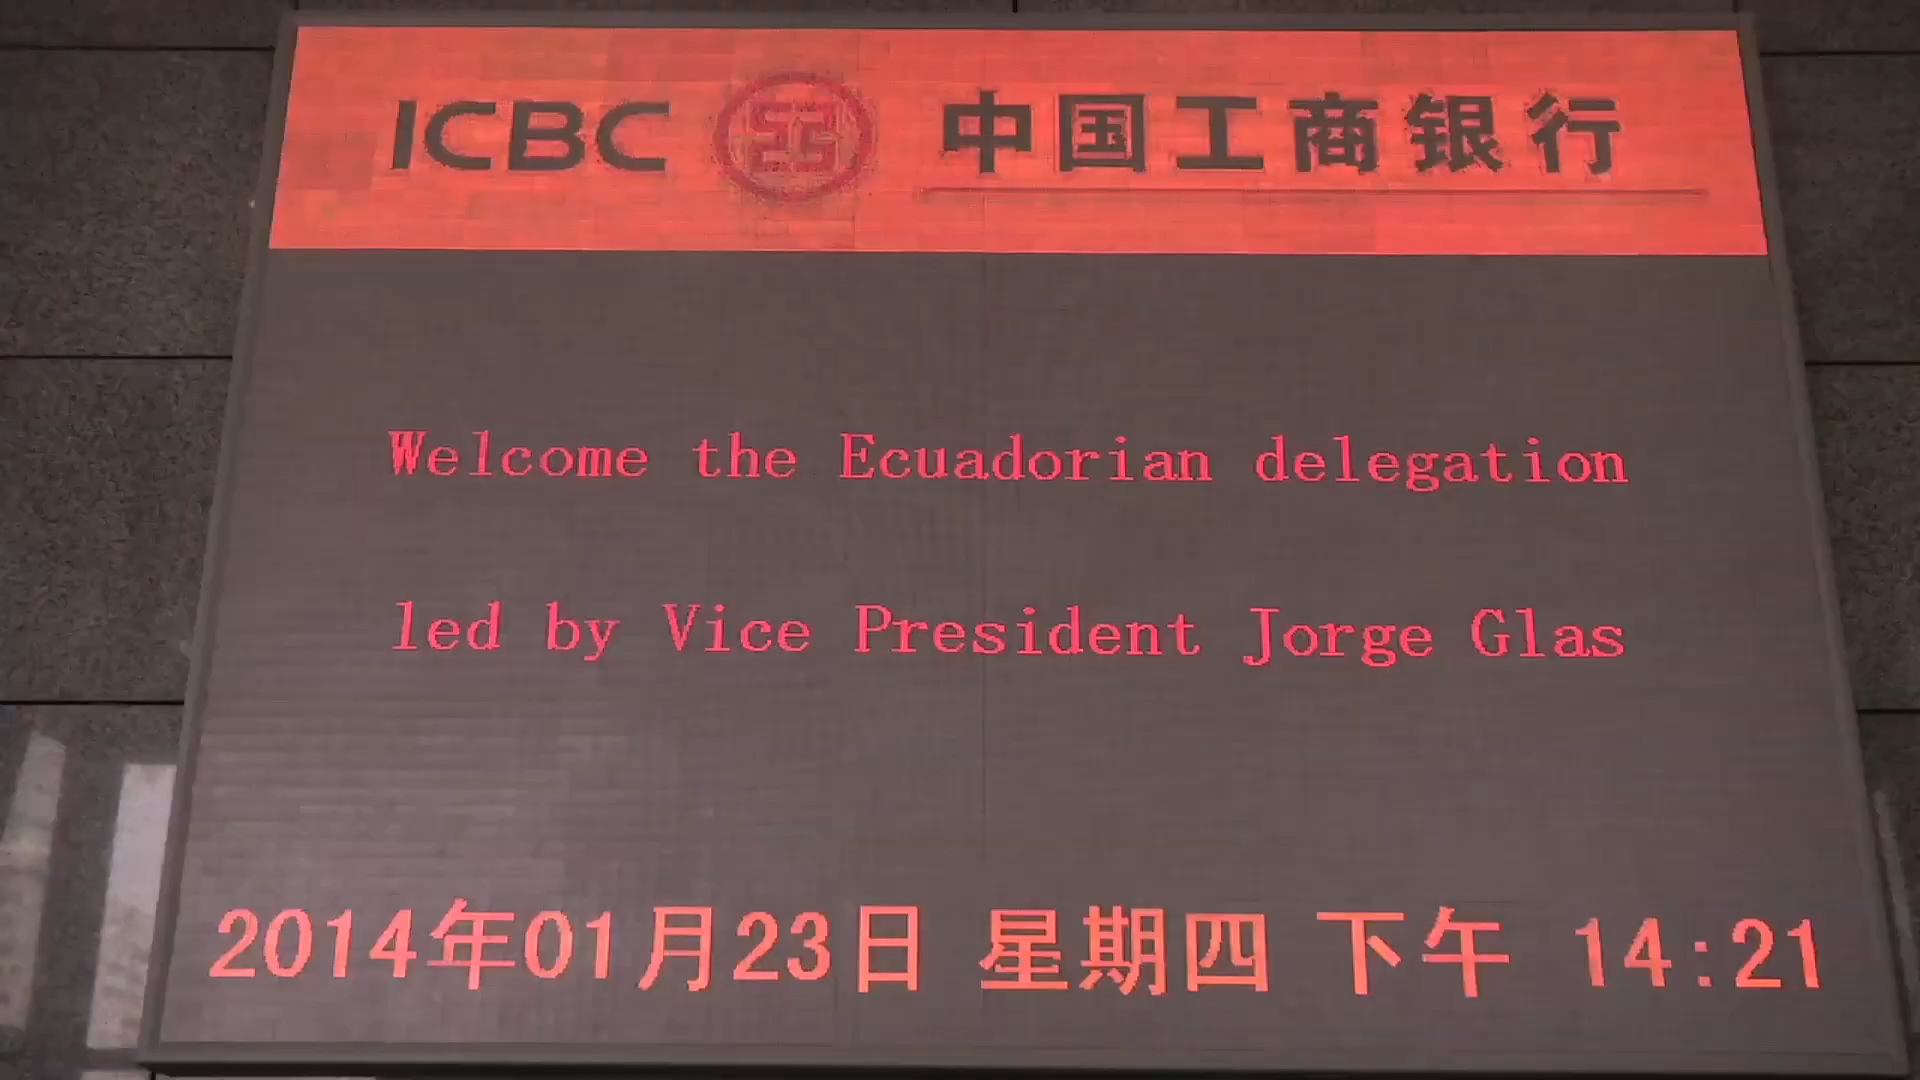 ICBC 中国工商银行
Welcome the Ecuadorian delegation
led by Vice President Jorge Glas
2014年01月23日 星期四 下午 14:21